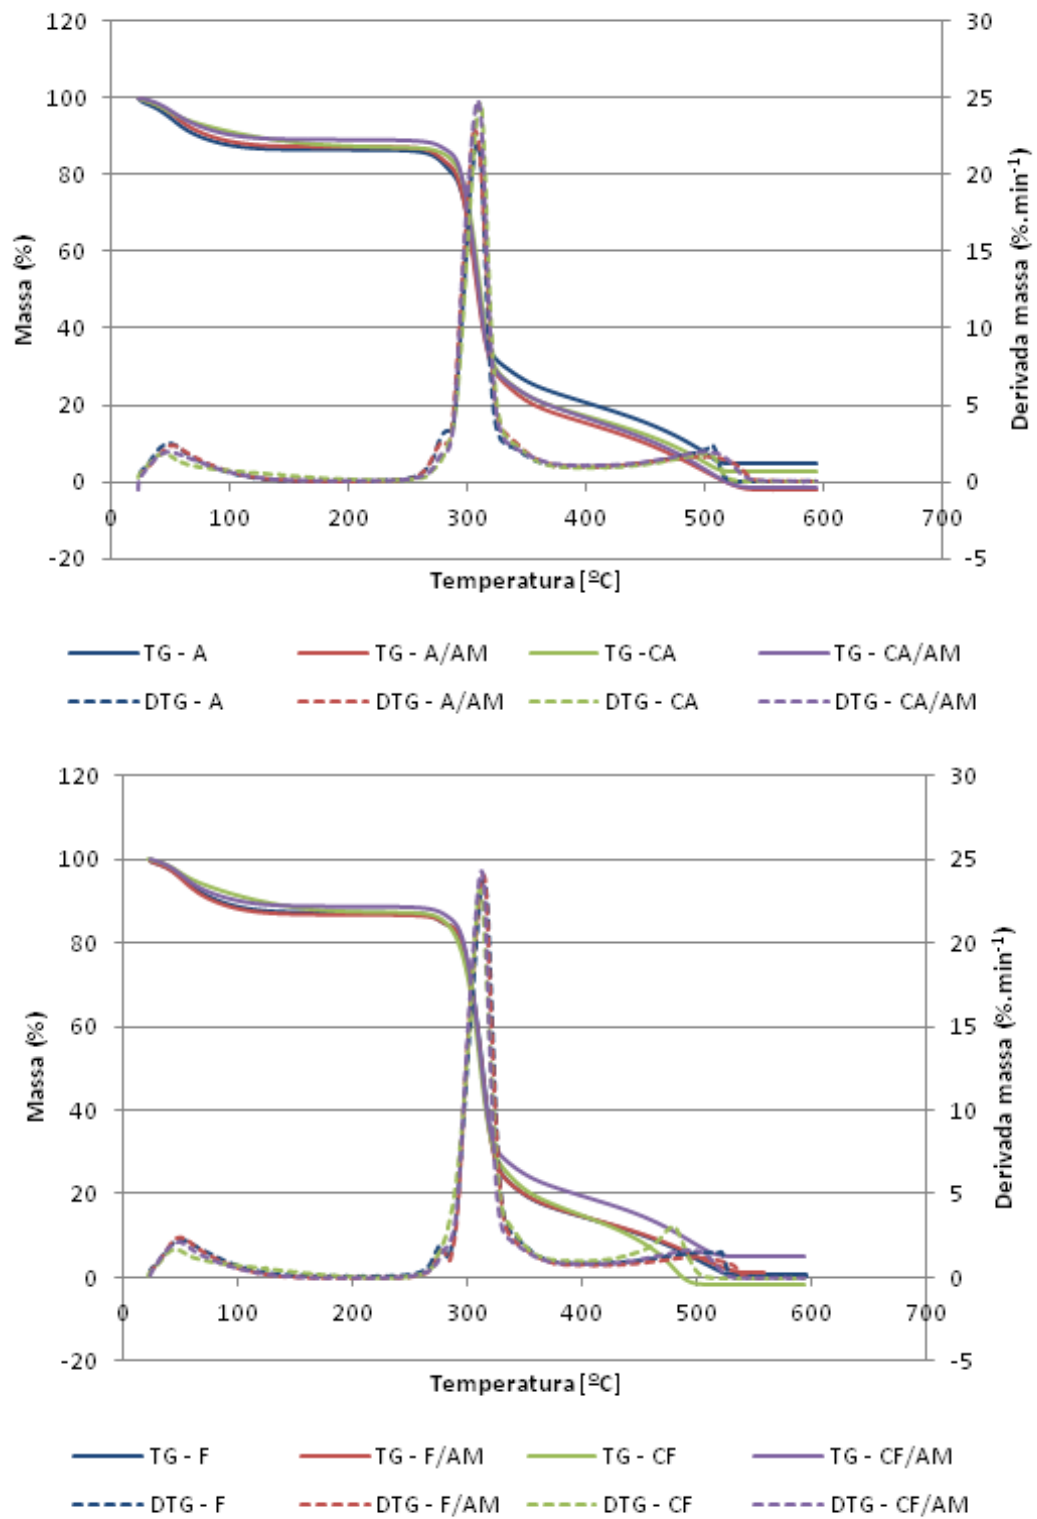 120 30
100 25
80 20
60 15
40 10
20 5
0 0
0 100 200 300 400 500 600 700
-20 -5
Massa (%)
Derivada massa (%.min-1)
Temperatura [ºC]
TG - A TG - A/AM TG -CA TG - CA/AM
DTG - A DTG - A/AM DTG - CA DTG - CA/AM
120 30
100 25
80 20
60 15
40 10
20 5
0 0
0 100 200 300 400 500 600 700
-20 -5
Massa (%)
Derivada massa (%.min-1)
Temperatura [ºC]
TG - F TG - F/AM TG - CF TG - CF/AM
DTG - F DTG - F/AM DTG - CF DTG - CF/AM